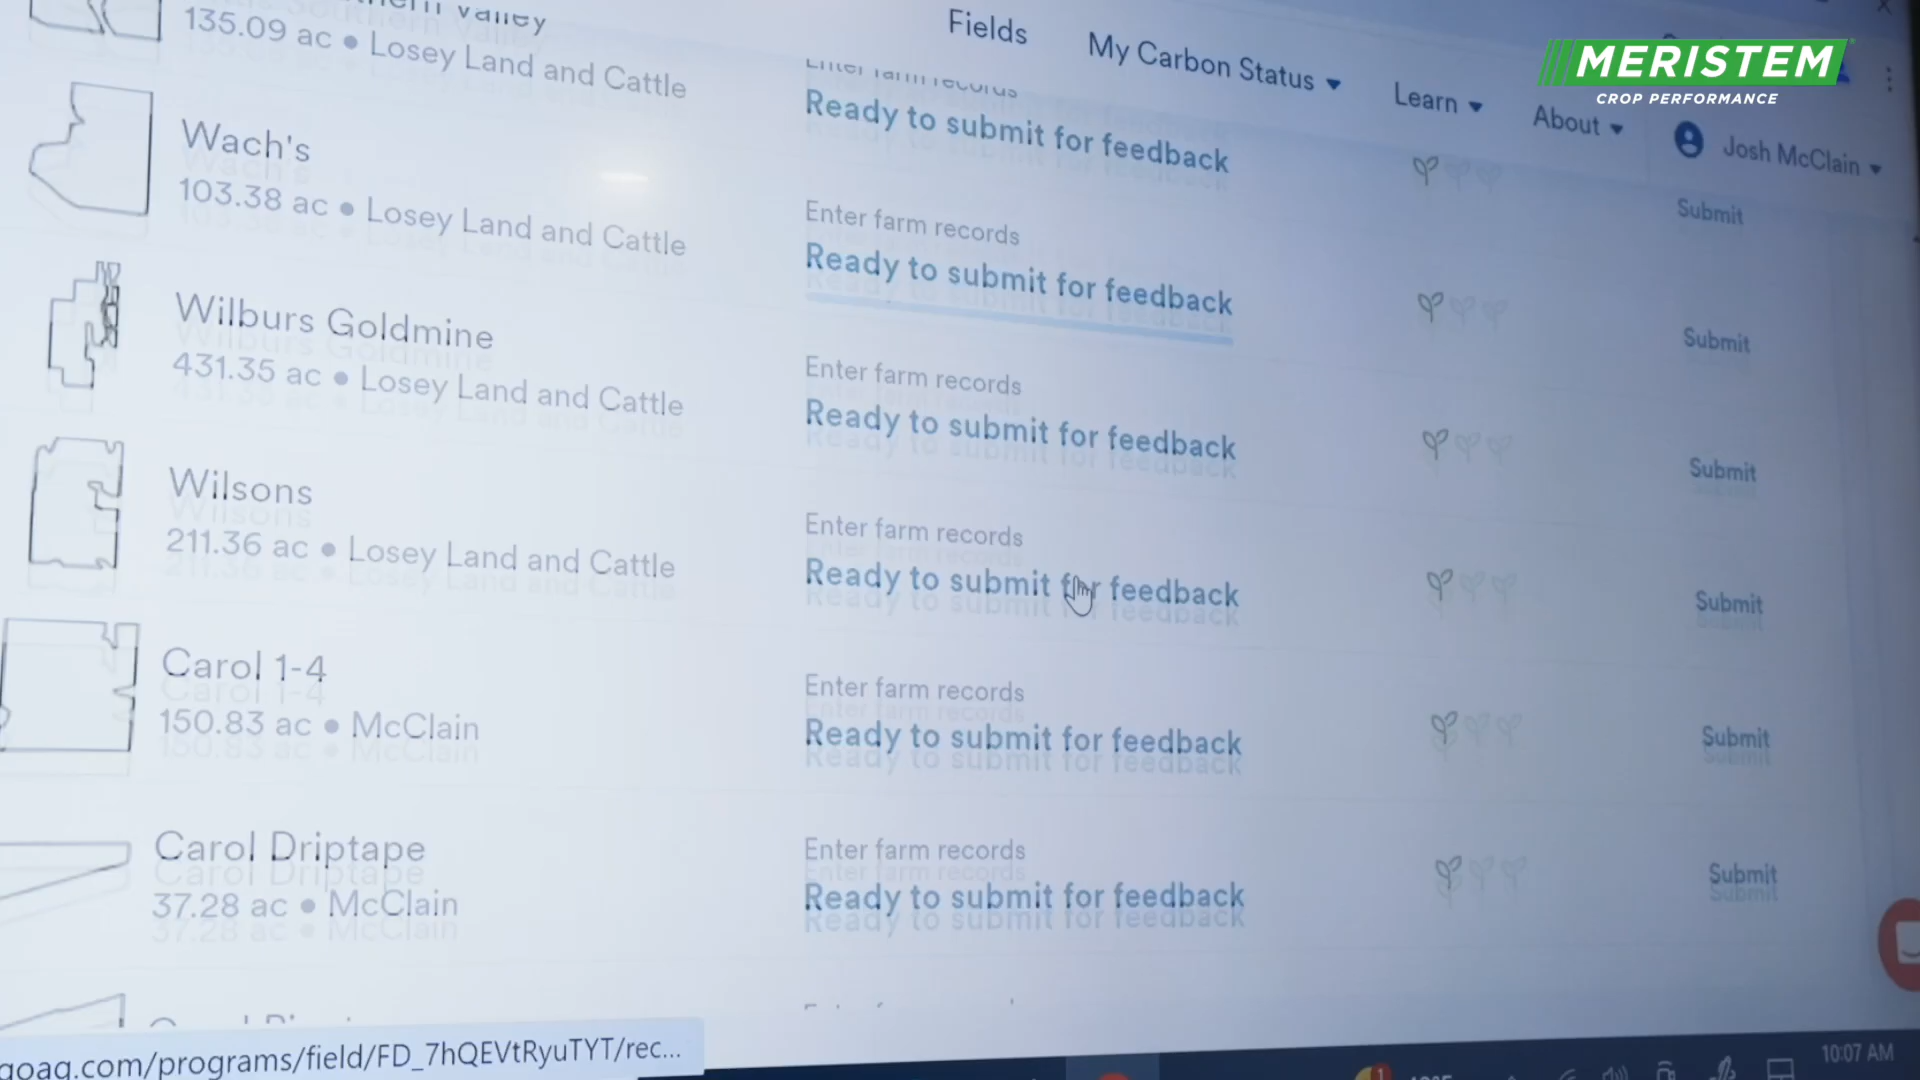 Fields
My Carbon Status
Learn
About
Josh McClain
MERISTEM
CROP PERFORMANCE
Valley
135.09 ac • Losey Land and Cattle
Enter farm records
Ready to submit for feedback
Submit
Wach's
103.38 ac • Losey Land and Cattle
Enter farm records
Ready to submit for feedback
Submit
Wilburs Goldmine
431.35 ac • Losey Land and Cattle
Enter farm records
Ready to submit for feedback
Submit
Wilsons
211.36 ac • Losey Land and Cattle
Enter farm records
Ready to submit for feedback
Submit
Carol 1-4
150.83 ac • McClain
Enter farm records
Ready to submit for feedback
Submit
Carol Driptape
37.28 ac • McClain
Enter farm records
Ready to submit for feedback
Submit
goag.com/programs/field/FD_7hQEVtRyuTYT/rec...
1
10:07 AM